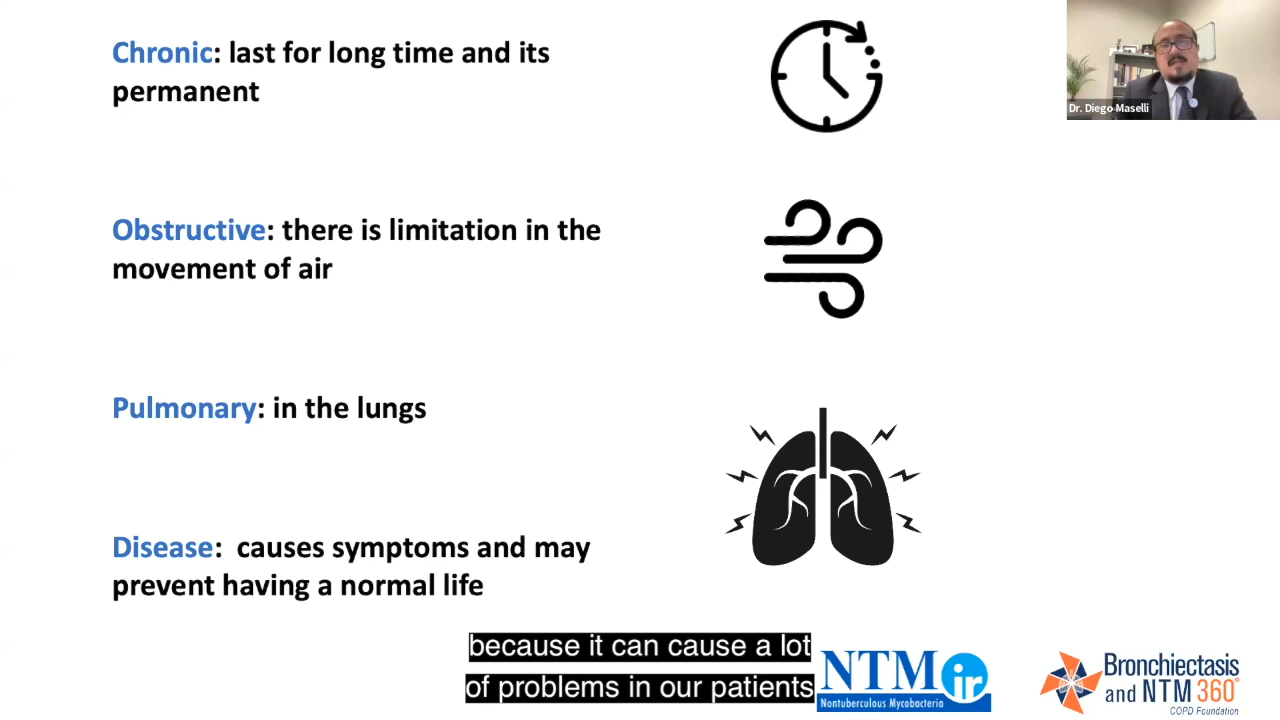 Chronic: last for long time and its
permanent
Dr. Diego Maselli
Obstructive: there is limitation in the
movement of air
Pulmonary: in the lungs
Disease:  causes symptoms and may
prevent having a normal life
because it can cause a lot
of problems in our patients
NTM ir
Nontuberculous Mycobacteria
Bronchiectasis
and NTM 360°
COPD Foundation